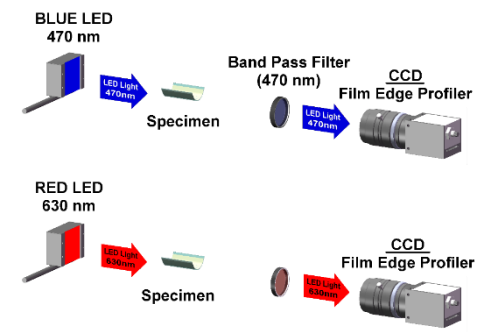 BLUE LED
470 nm
LED Light
470nm
Specimen
Band Pass Filter
(470 nm)
LED Light
470nm
CCD
Film Edge Profiler
RED LED
630 nm
LED Light
630nm
Specimen
LED Light
630nm
CCD
Film Edge Profiler